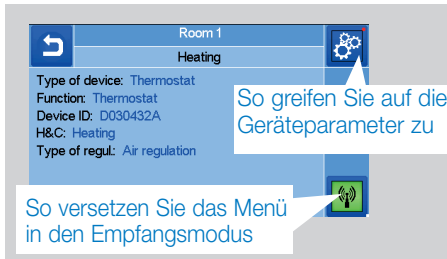 Room 1
Heating
Type of device: Thermostat
Function: Thermostat
Device ID: D030432A
H&C: Heating
Type of regul.: Air regulation
So greifen Sie auf die
Geräteparameter zu
So versetzen Sie das Menü
in den Empfangsmodus